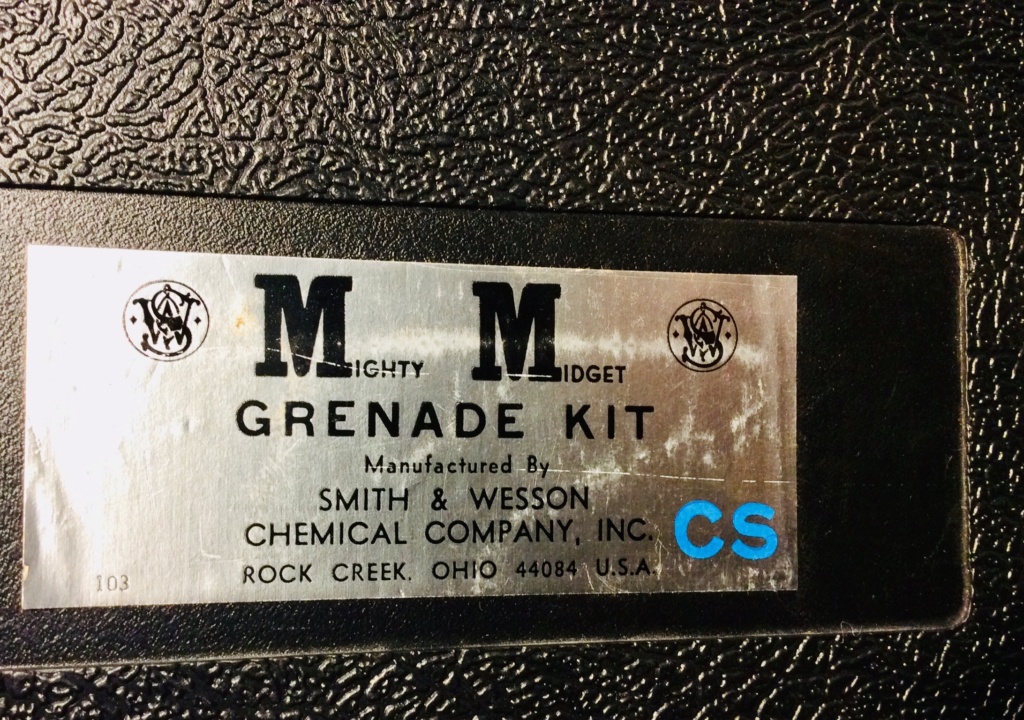 MIGHTY MIDGET
GRENADE KIT
Manufactured By
SMITH & WESSON
CHEMICAL COMPANY, INC.
CS
ROCK CREEK. OHIO 44084 U.S.A.
103